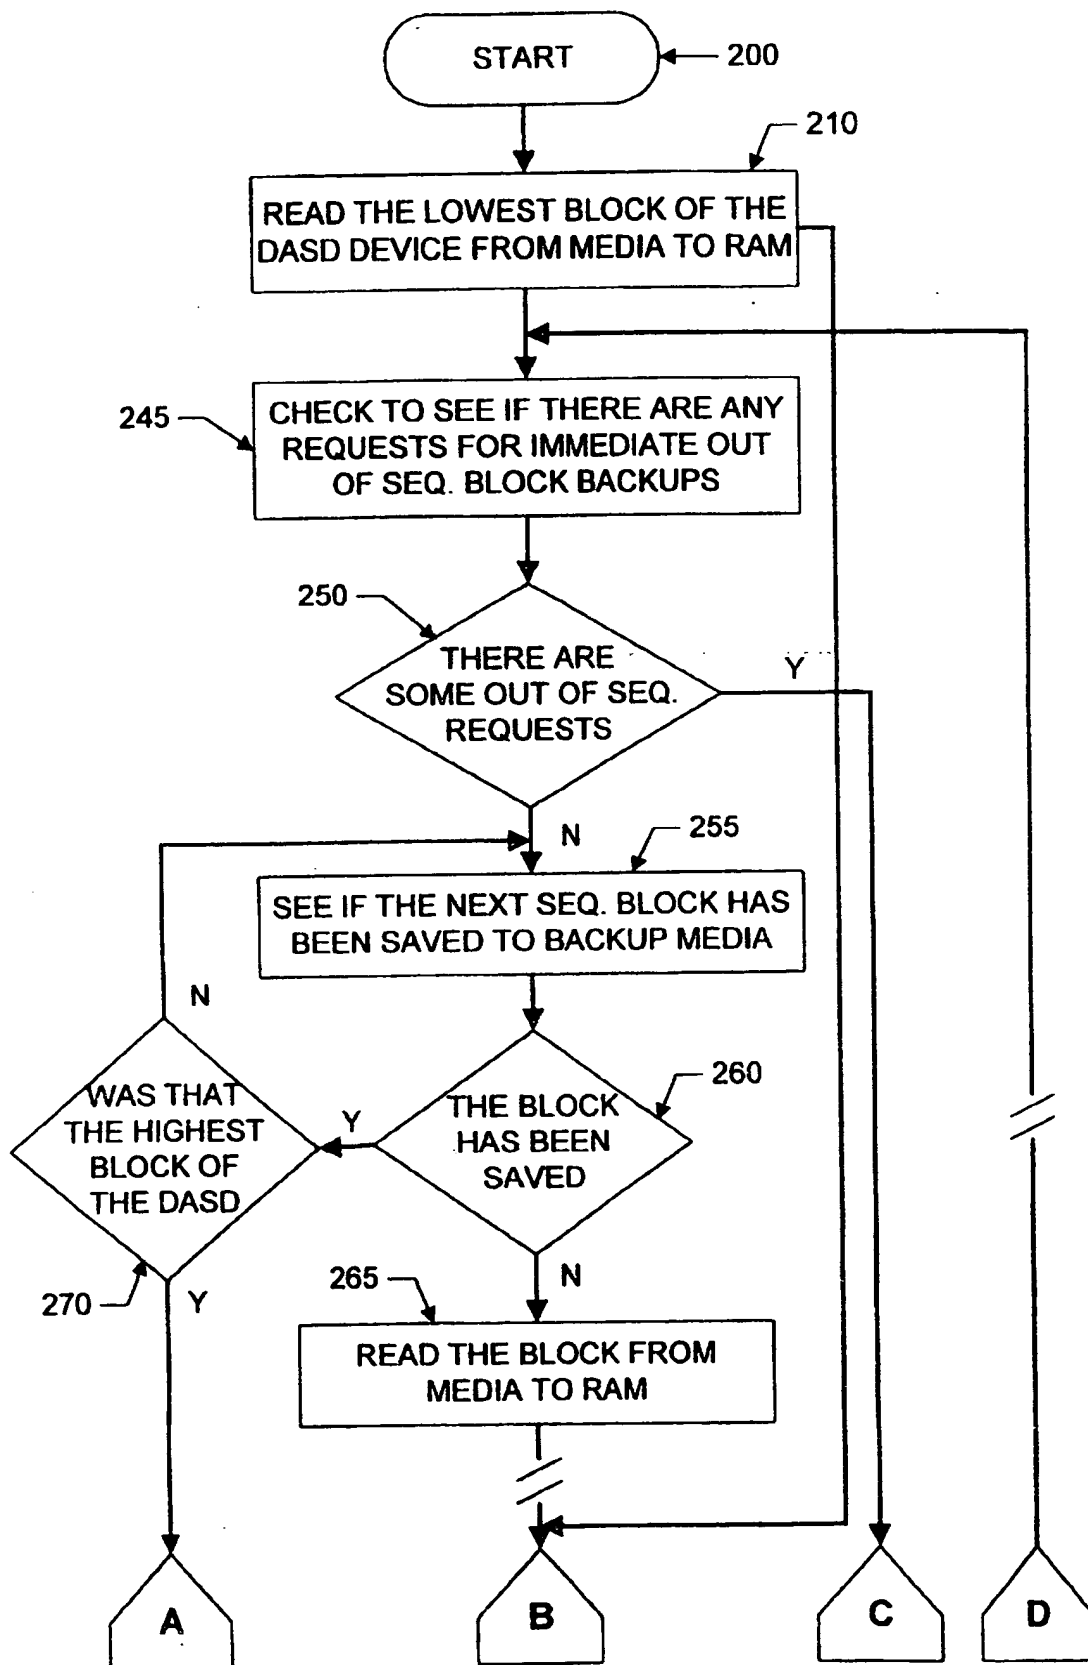 START
200
210
READ THE LOWEST BLOCK OF THE
DASD DEVICE FROM MEDIA TO RAM
245
CHECK TO SEE IF THERE ARE ANY
REQUESTS FOR IMMEDIATE OUT
OF SEQ. BLOCK BACKUPS
250
THERE ARE
SOME OUT OF SEQ.
REQUESTS
Y
N
255
SEE IF THE NEXT SEQ. BLOCK HAS
BEEN SAVED TO BACKUP MEDIA
N
260
WAS THAT
THE HIGHEST
BLOCK OF
THE DASD
Y
THE BLOCK
HAS BEEN
SAVED
270
Y
265
N
READ THE BLOCK FROM
MEDIA TO RAM
A
B
C
D